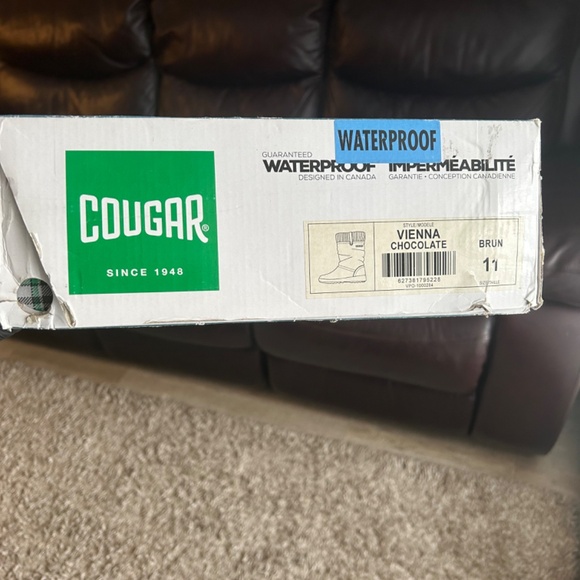 WATERPROOF
GUARANTEED
WATERPROOF IMPERMÉABILITÉ
DESIGNED IN CANADA GARANTIE • CONCEPTION CANADIENNE
COUGAR®
SINCE 1948
STYLE/MODELE
VIENNA
CHOCOLATE BRUN
11
627381795225